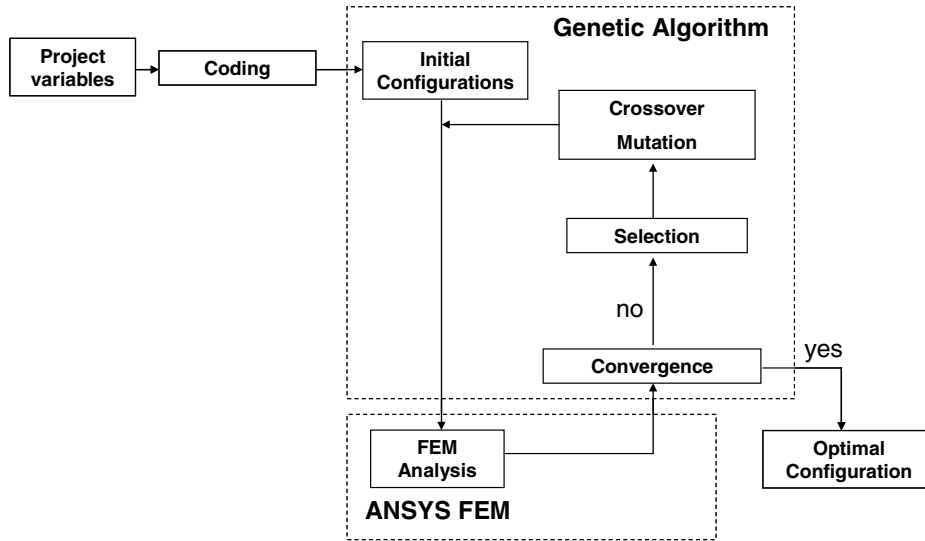 Genetic Algorithm
Project
variables
Coding
Initial
Configurations
Crossover
Mutation
Selection
no
Convergence
yes
FEM
Analysis
Optimal
Configuration
ANSYS FEM